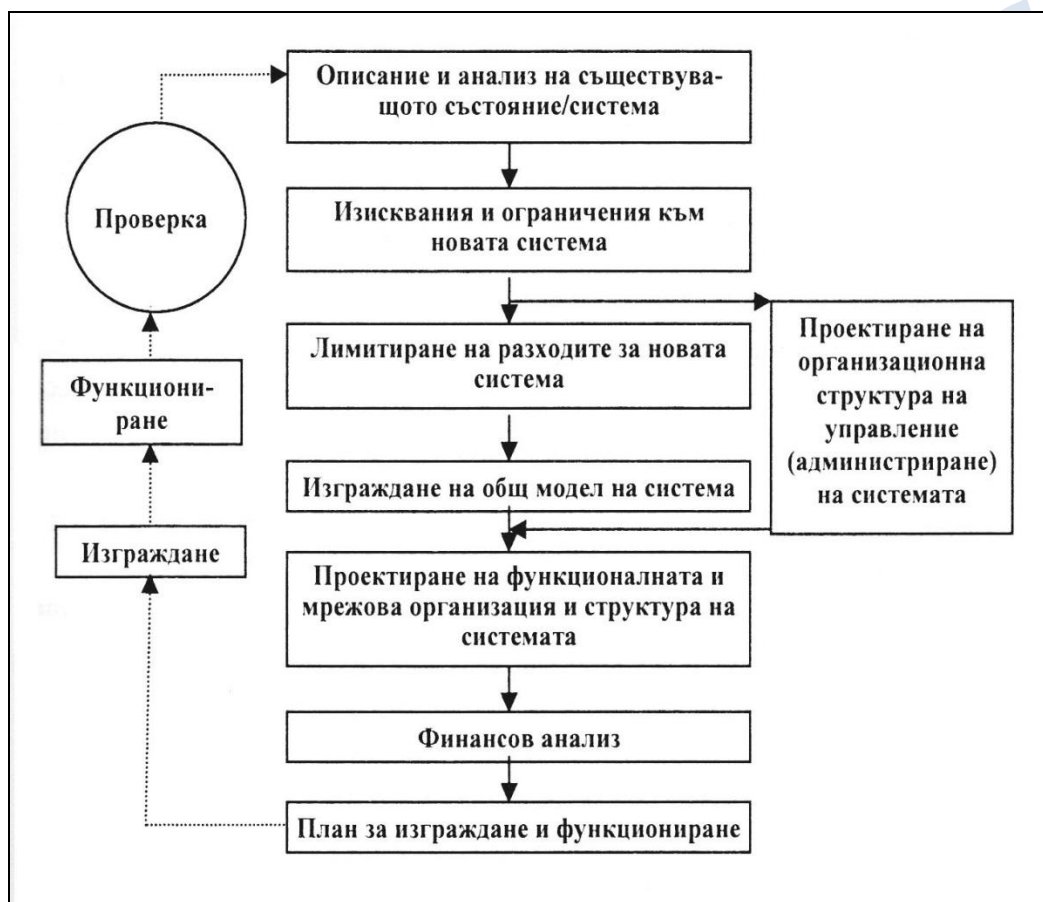 Описание и анализ на съществува-
щото състояние/система
Изисквания и ограничения към
новата система
Лимитиране на разходите за новата
система
Изграждане на общ модел на система
Проектиране на функционалната и
мрежова организация и структура на
системата
Финансов анализ
План за изграждане и функциониране
Проектиране на
организационна
структура на
управление
(администриране)
на системата
Проверка
Функциони-
ране
Изграждане